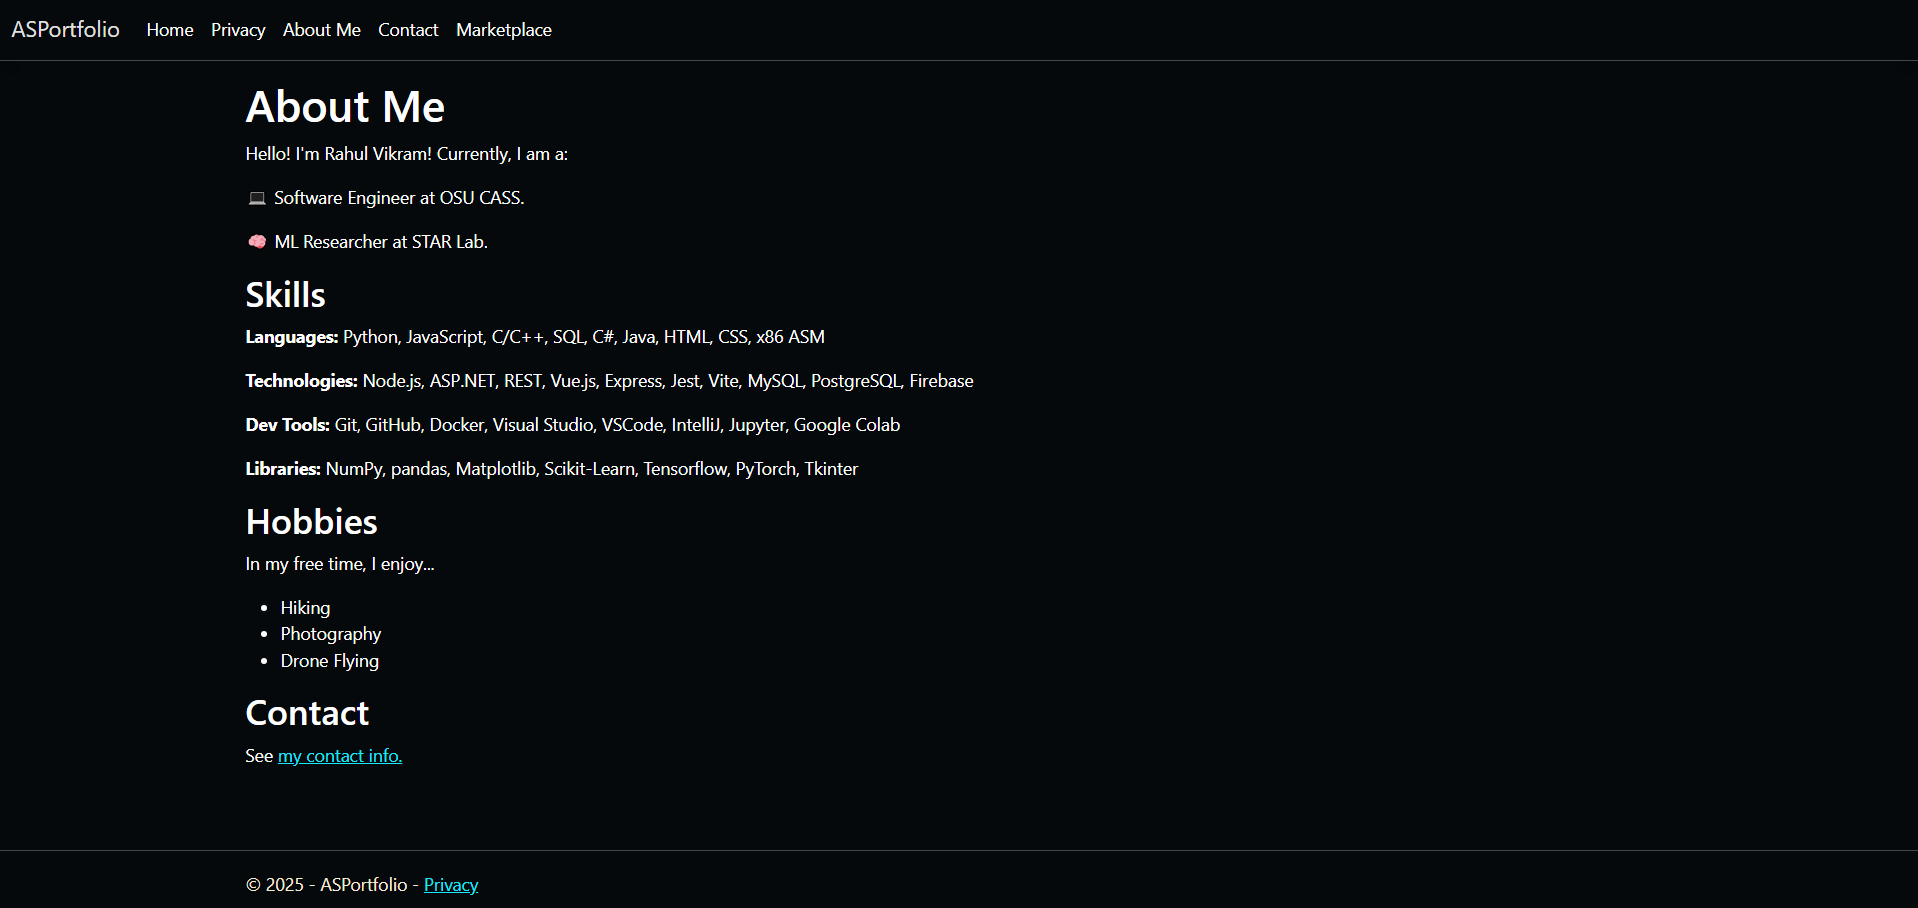 ASPortfolio Home Privacy About Me Contact Marketplace
About Me
Hello! I'm Rahul Vikram! Currently, I am a:
💻 Software Engineer at OSU CASS.
🧠 ML Researcher at STAR Lab.
Skills
Languages: Python, JavaScript, C/C++, SQL, C#, Java, HTML, CSS, x86 ASM
Technologies: Node.js, ASP.NET, REST, Vue.js, Express, Jest, Vite, MySQL, PostgreSQL, Firebase
Dev Tools: Git, GitHub, Docker, Visual Studio, VSCode, IntelliJ, Jupyter, Google Colab
Libraries: NumPy, pandas, Matplotlib, Scikit-Learn, Tensorflow, PyTorch, Tkinter
Hobbies
In my free time, I enjoy...
• Hiking
• Photography
• Drone Flying
Contact
See my contact info.
© 2025 - ASPortfolio - Privacy